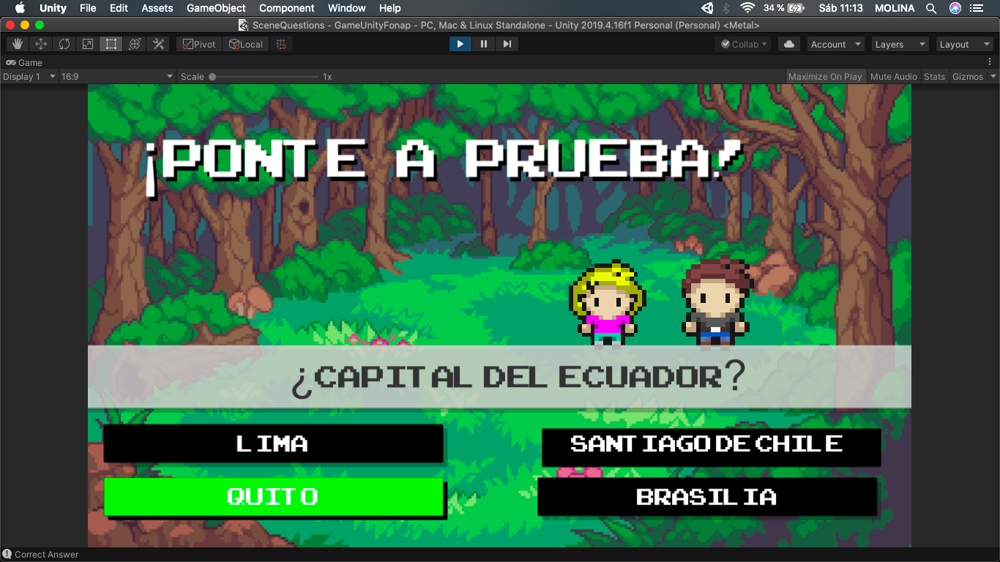 Unity File Edit Assets GameObject Component Window Help 34 % Sáb 11:13 MOLINA
SceneQuestions - GameUnityFonap - PC, Mac & Linux Standalone - Unity 2019.4.16f1 Personal (Personal) <Metal>
Pivot Local Collab Account Layers Layout
Game
Display 1 16:9 Scale 1x Maximize On Play Mute Audio Stats Gizmos
¡PONTE A PRUEBA!
¿CAPITAL DEL ECUADOR?
LIMA
SANTIAGO DE CHILE
QUITO
BRASILIA
Correct Answer